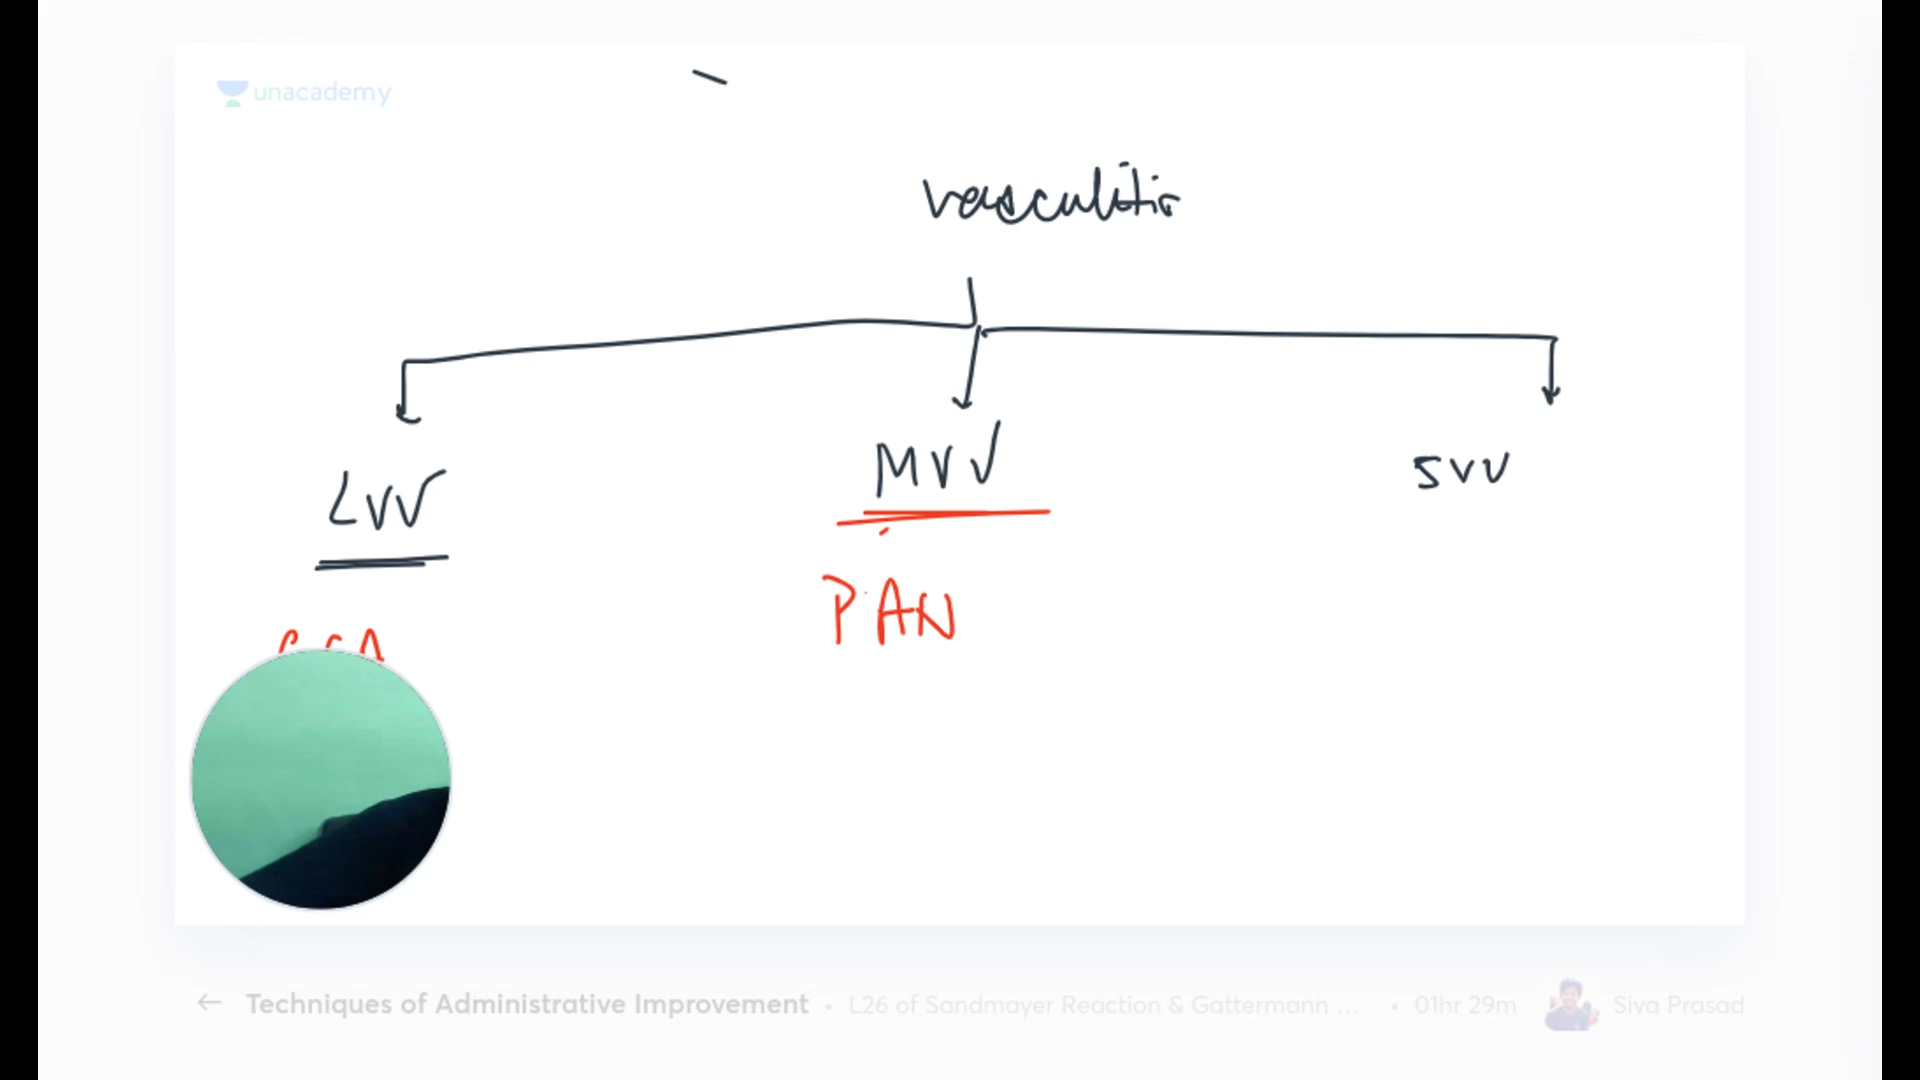 unacademy
vasculitis
LVV
MVV
SVV
PAN
Techniques of Administrative Improvement • L26 of Sandmayer Reaction & Gattermann ... • 01hr 29m Siva Prasad